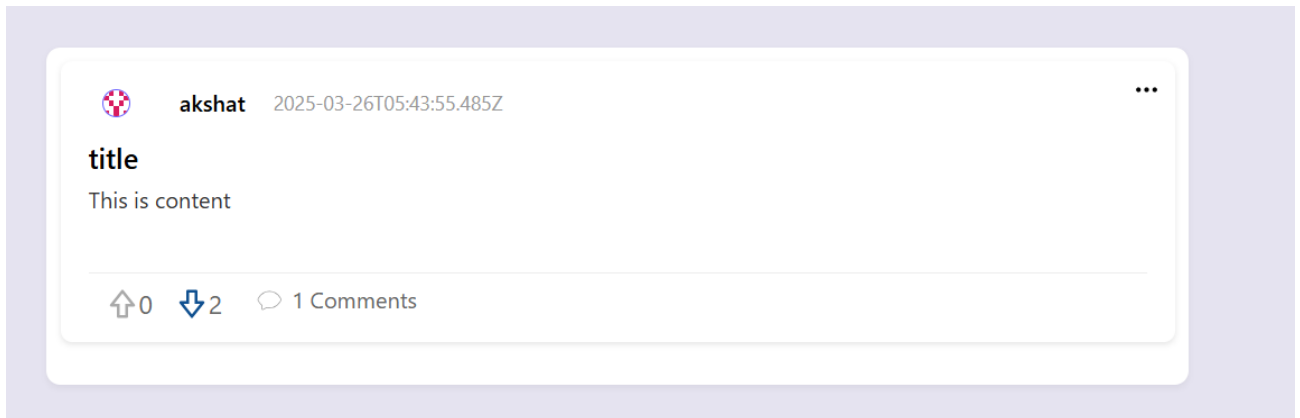 akshat 2025-03-26T05:43:55.485Z
title
This is content
0 2 1 Comments